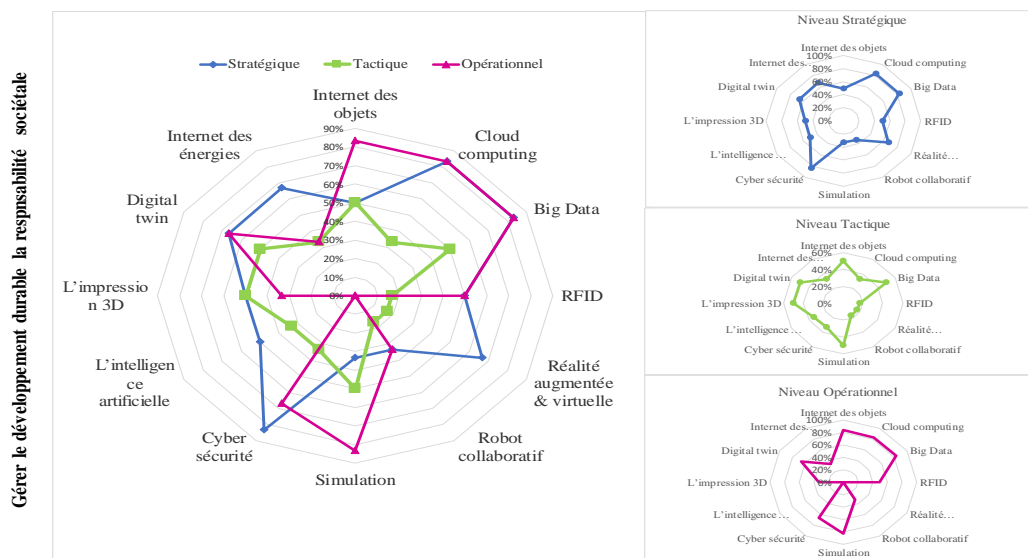 Gérer le développement durable la respnsabilité sociétale
Stratégique
Tactique
Opérationnel
Internet des
objets
Cloud
computing
Big Data
RFID
Réalité
augmentée
& virtuelle
Robot
collaboratif
Simulation
Cyber
sécurité
L'intelligen
ce
artificielle
L'impressio
n 3D
Digital
twin
Internet des
énergies
90%
80%
70%
60%
50%
40%
30%
20%
10%
0%
Niveau Stratégique
Internet des objets
Cloud computing
Big Data
RFID
Réalité…
Robot collaboratif
Simulation
Cyber sécurité
L'intelligence …
L'impression 3D
Digital twin
Internet des…
100%
80%
60%
40%
20%
0%
Niveau Tactique
Internet des objets
Cloud computing
Big Data
RFID
Réalité…
Robot collaboratif
Simulation
Cyber sécurité
L'intelligence …
L'impression 3D
Digital twin
Internet des…
60%
40%
20%
0%
Niveau Opérationnel
Internet des objets
Cloud computing
Big Data
RFID
Réalité…
Robot collaboratif
Simulation
Cyber sécurité
L'intelligence …
L'impression 3D
Digital twin
Internet des…
100%
80%
60%
40%
20%
0%